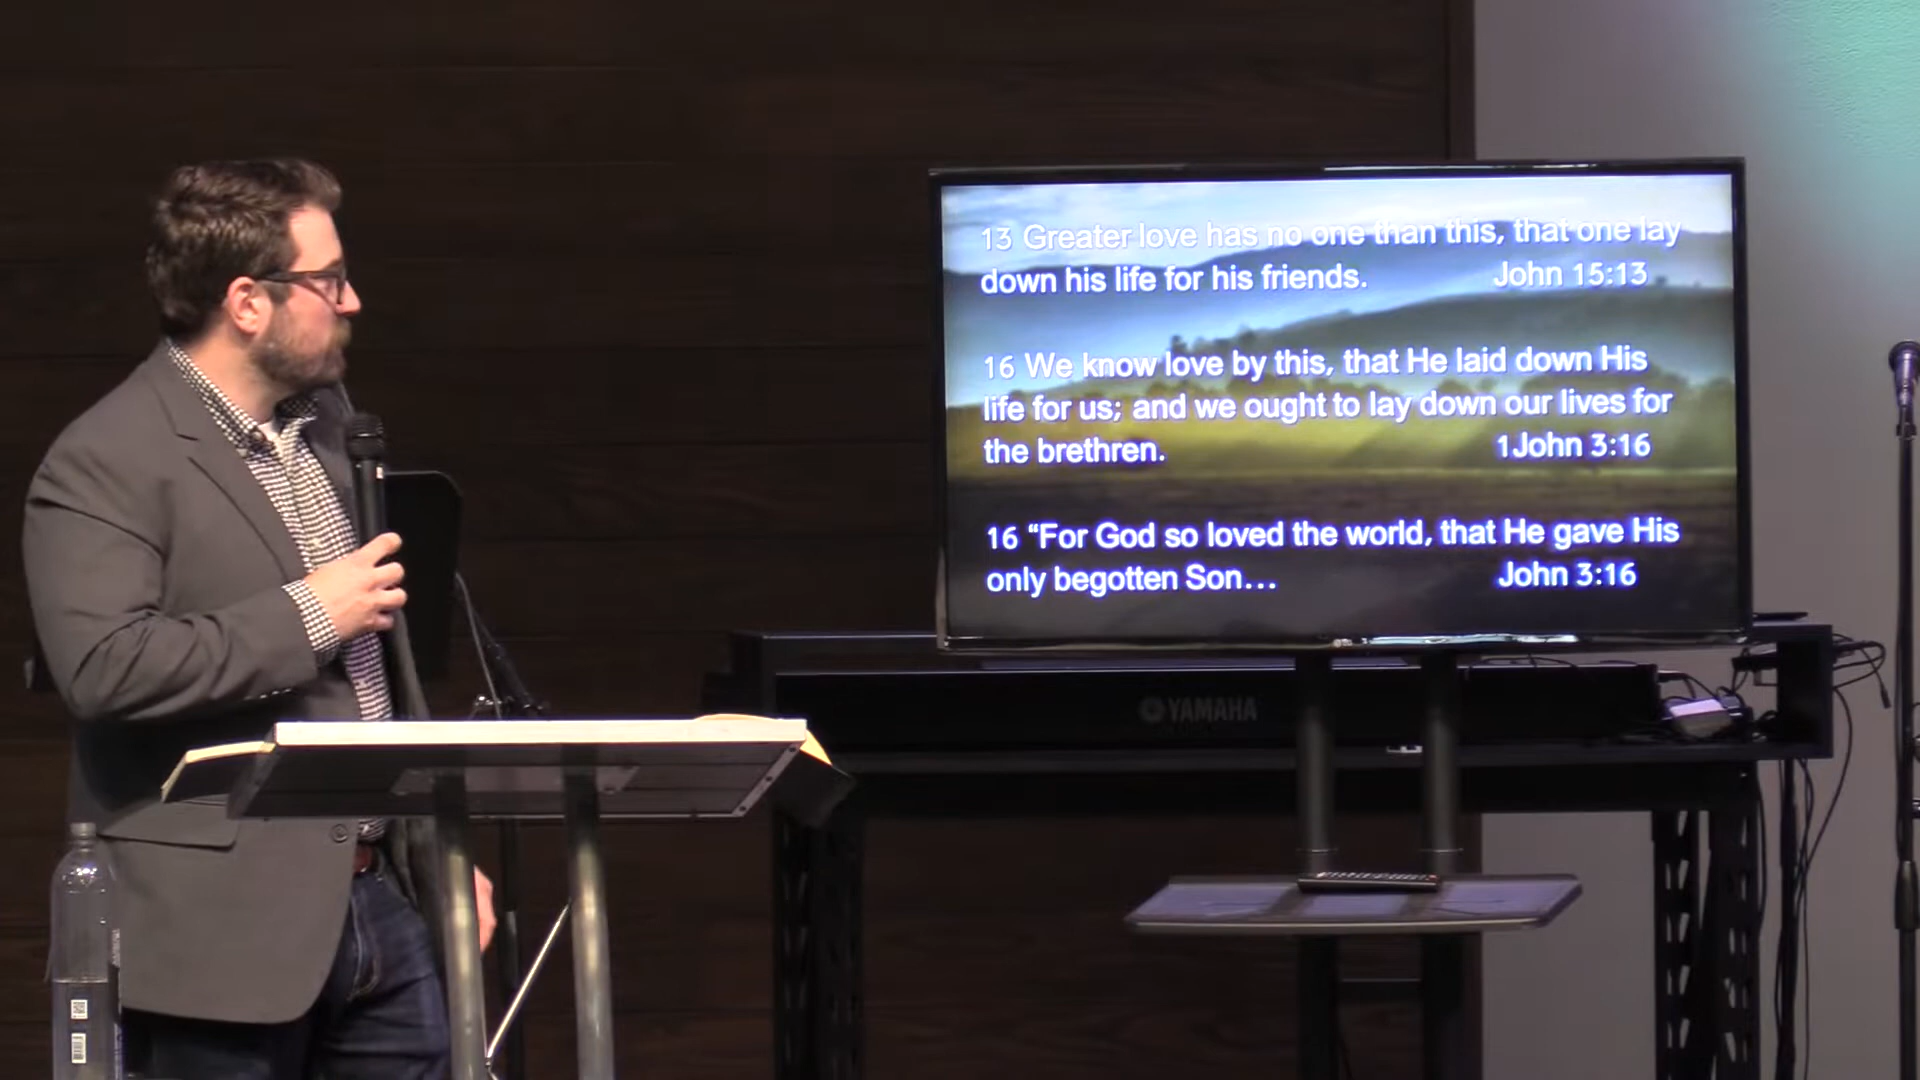 13 Greater love has no one than this, that one lay
down his life for his friends. John 15:13
16 We know love by this, that He laid down His
life for us; and we ought to lay down our lives for
the brethren. 1John 3:16
16 “For God so loved the world, that He gave His
only begotten Son… John 3:16
YAMAHA